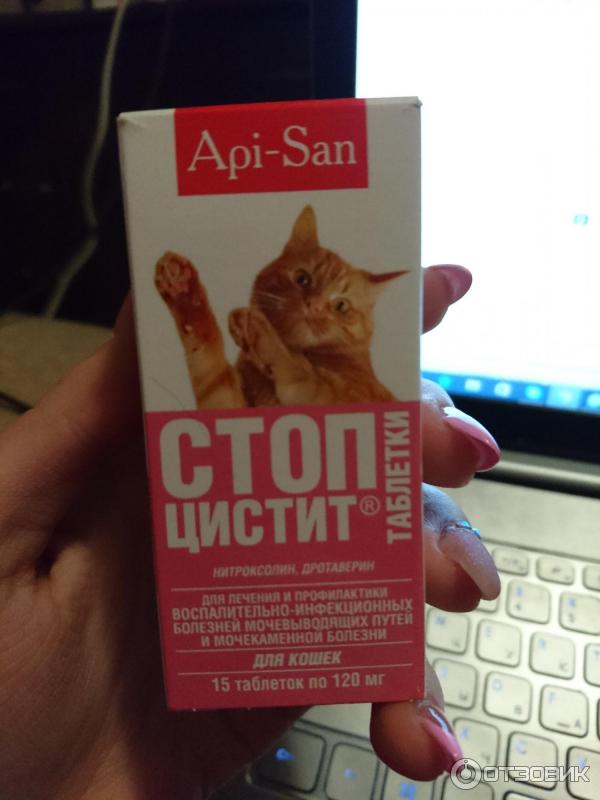 Api-San
СТОП
ЦИСТИТ®
ТАБЛЕТКИ
НИТРОКСОЛИН, ДРОТАВЕРИН
ДЛЯ ЛЕЧЕНИЯ И ПРОФИЛАКТИКИ
ВОСПАЛИТЕЛЬНО-ИНФЕКЦИОННЫХ
БОЛЕЗНЕЙ МОЧЕВЫВОДЯЩИХ ПУТЕЙ
И МОЧЕКАМЕННОЙ БОЛЕЗНИ
ДЛЯ КОШЕК
15 таблеток по 120 мг
ОТЗОВИК